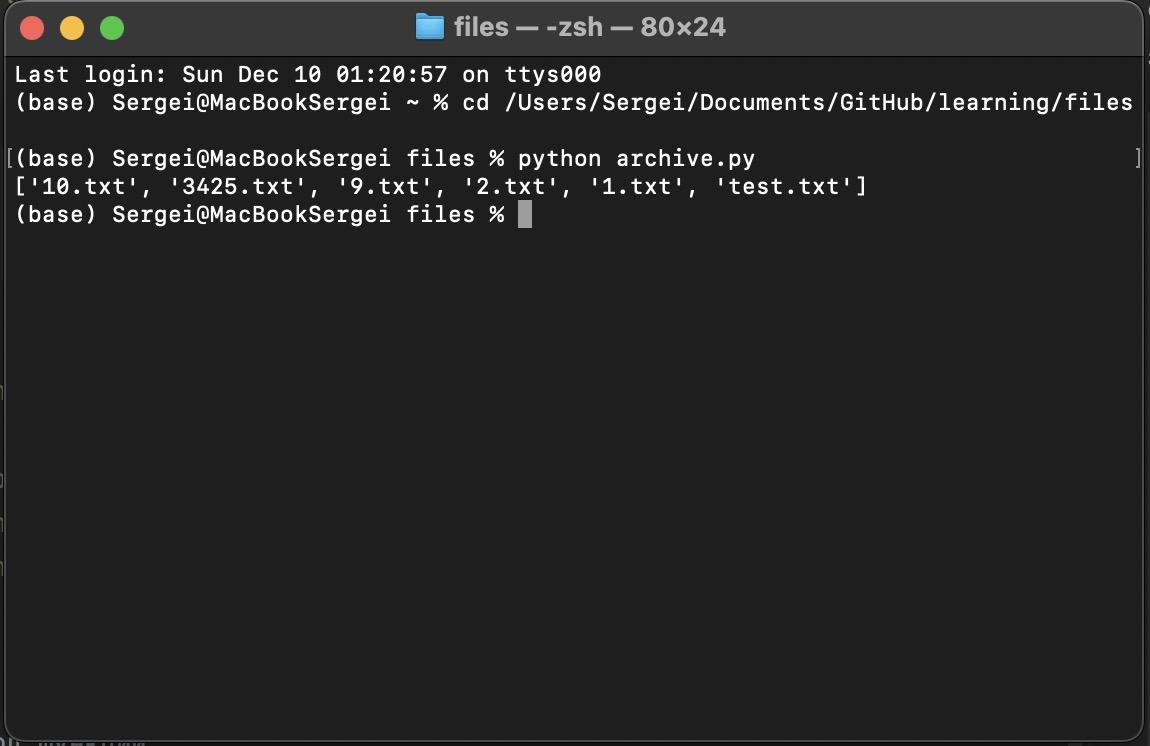 files — -zsh — 80×24
Last login: Sun Dec 10 01:20:57 on ttys000
(base) Sergei@MacBookSergei ~ % cd /Users/Sergei/Documents/GitHub/learning/files
[(base) Sergei@MacBookSergei files % python archive.py ]
['10.txt', '3425.txt', '9.txt', '2.txt', '1.txt', 'test.txt']
(base) Sergei@MacBookSergei files %